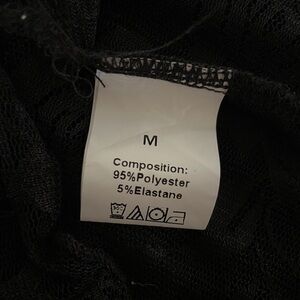 M
Composition:
95%Polyester
5%Elastane